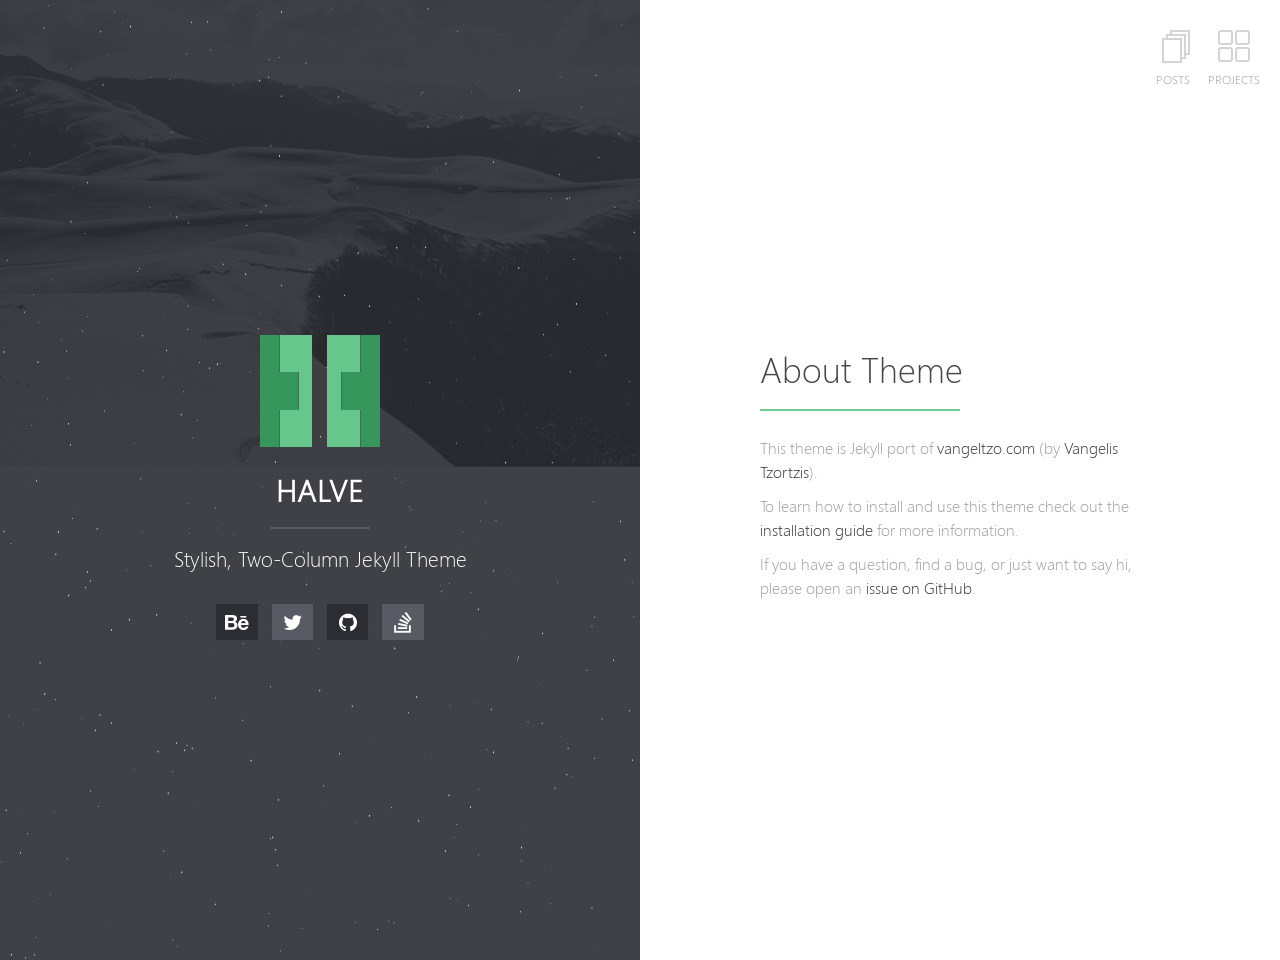 POSTS PROJECTS
HALVE
Stylish, Two-Column Jekyll Theme
Bē
About Theme
This theme is Jekyll port of vangeltzo.com (by Vangelis
Tzortzis).
To learn how to install and use this theme check out the
installation guide for more information.
If you have a question, find a bug, or just want to say hi,
please open an issue on GitHub.